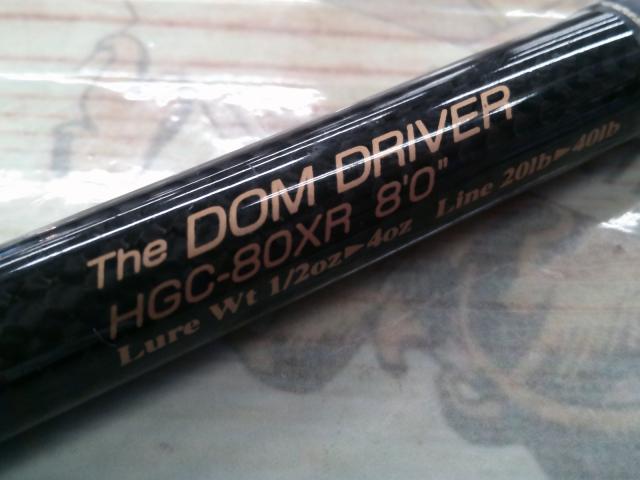 The DOM DRIVER
HGC-80XR 8'0"
Lure Wt 1/2oz►4oz Line 20lb►40lb